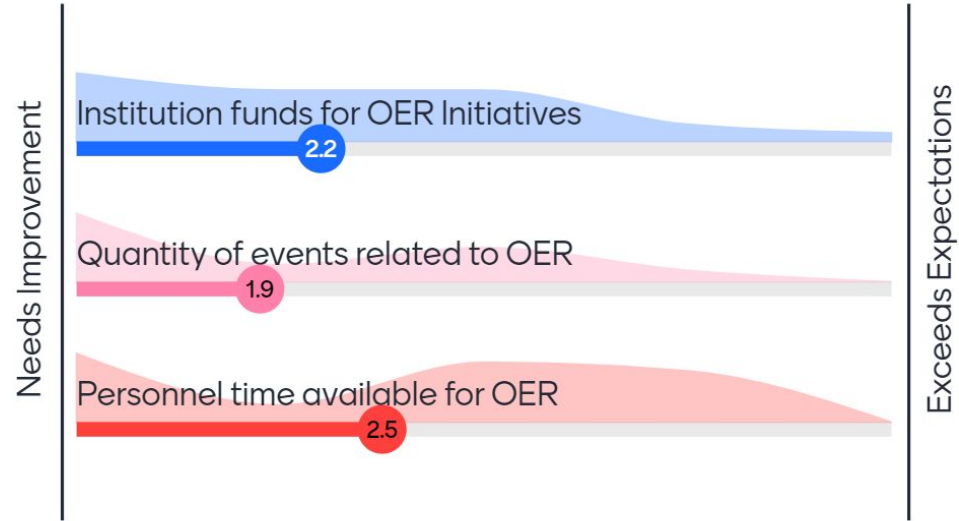 Needs Improvement
Institution funds for OER Initiatives
2.2
Quantity of events related to OER
1.9
Personnel time available for OER
2.5
Exceeds Expectations